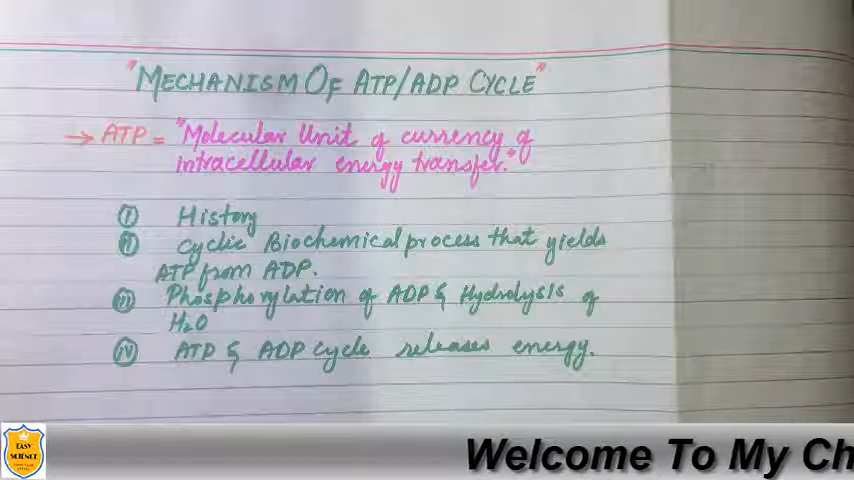 "MECHANISM OF ATP/ADP CYCLE"
→ ATP = "Molecular Unit of currency of
intracellular energy transfer."
(i) History
(ii) Cyclic Biochemical process that yields
ATP from ADP.
(iii) Phosphorylation of ADP & Hydrolysis of
H2O
(iv) ATP & ADP cycle releases energy.
EASY
SCIENCE
Welcome To My Ch